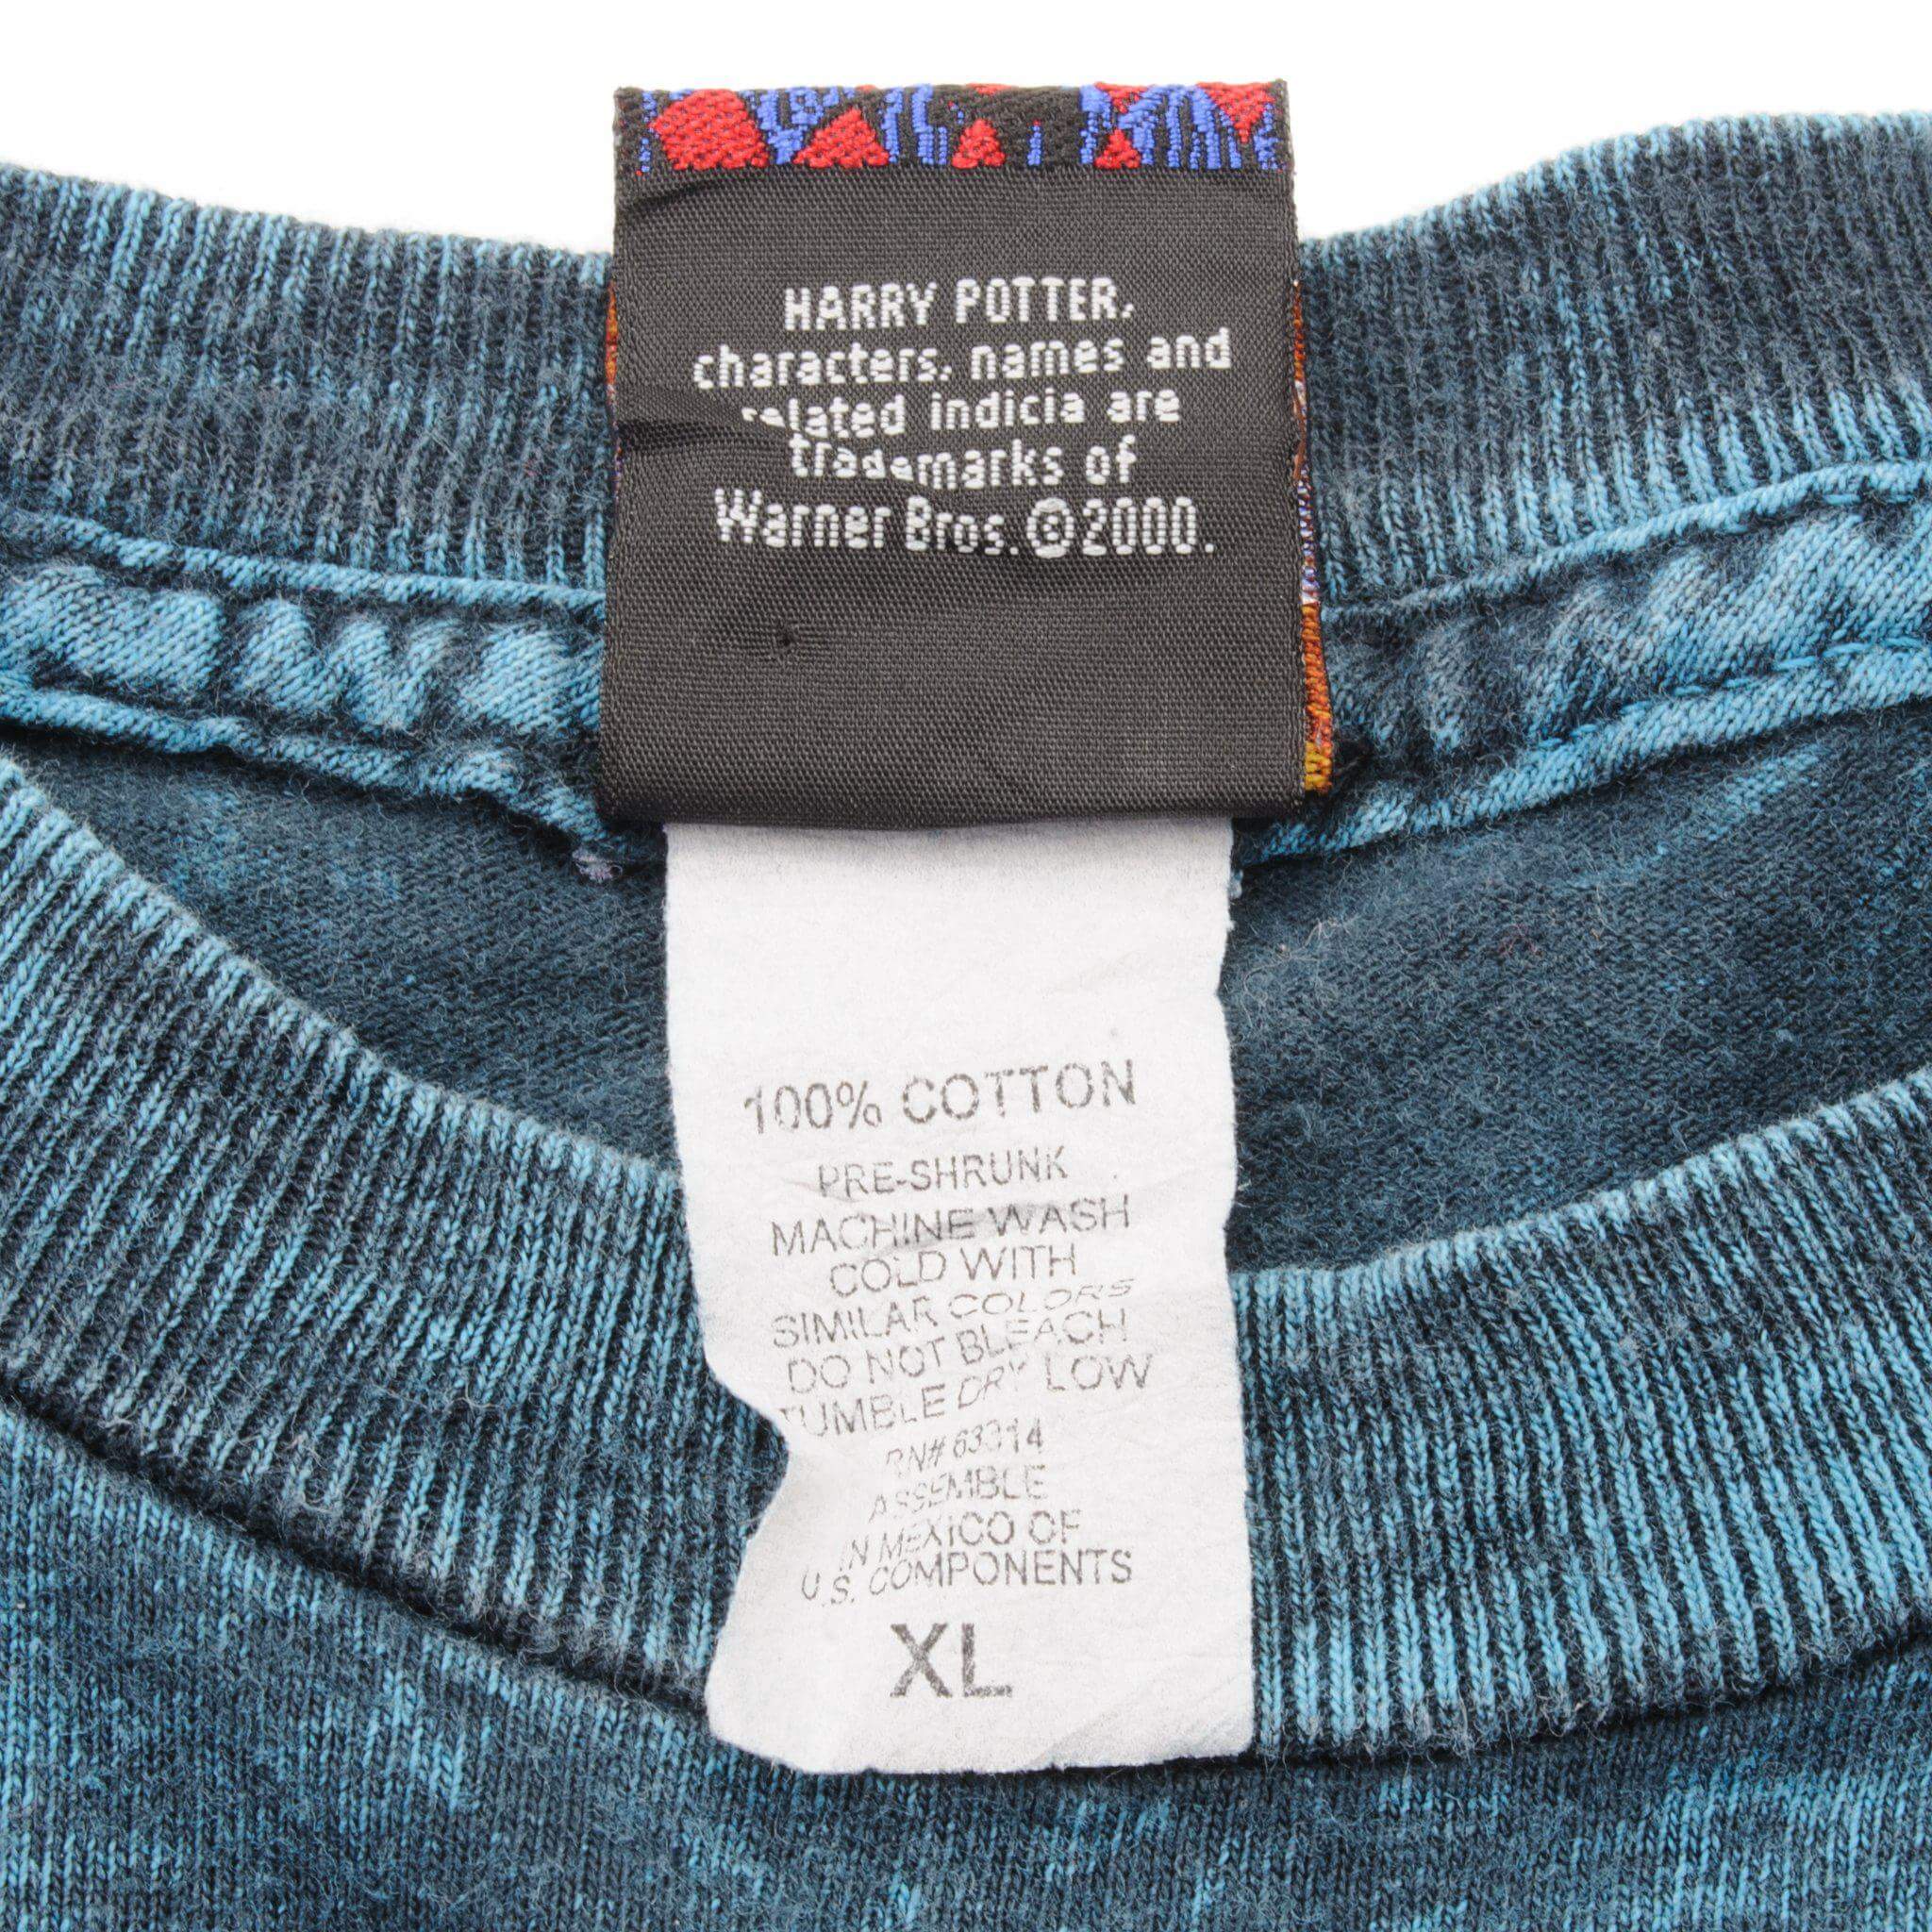 HARRY POTTER,
characters, names and
related indicia are
trademarks of
Warner Bros. ©2000.
100% COTTON
PRE-SHRUNK
MACHINE WASH
COLD WITH
SIMILAR COLORS
DO NOT BLEACH
TUMBLE DRY LOW
RN# 63314
ASSEMBLE
IN MEXICO OF
U.S. COMPONENTS
XL